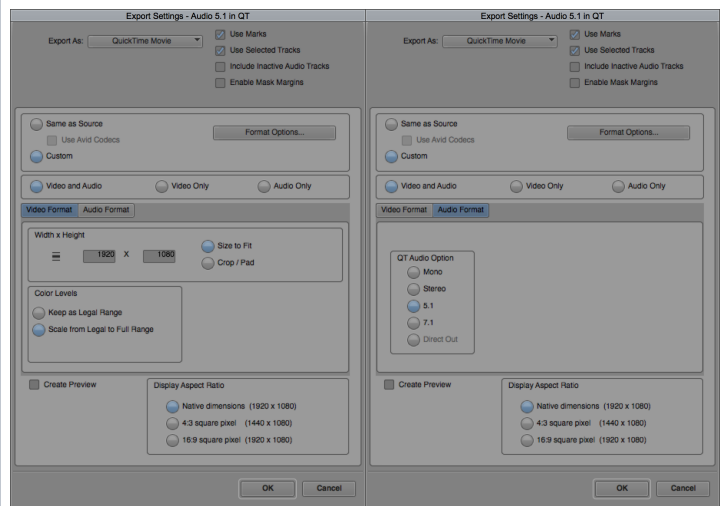 Export Settings - Audio 5.1 in QT
Export As: QuickTime Movie
Use Marks
Use Selected Tracks
Include Inactive Audio Tracks
Enable Mask Margins
Same as Source
Use Avid Codecs
Custom
Format Options...
Video and Audio
Video Only
Audio Only
Video Format
Audio Format
Width x Height
1920 X 1080
Size to Fit
Crop / Pad
Color Levels
Keep as Legal Range
Scale from Legal to Full Range
Create Preview
Display Aspect Ratio
Native dimensions (1920 x 1080)
4:3 square pixel (1440 x 1080)
16:9 square pixel (1920 x 1080)
OK
Cancel
Export Settings - Audio 5.1 in QT
Export As: QuickTime Movie
Use Marks
Use Selected Tracks
Include Inactive Audio Tracks
Enable Mask Margins
Same as Source
Use Avid Codecs
Custom
Format Options...
Video and Audio
Video Only
Audio Only
Video Format
Audio Format
QT Audio Option
Mono
Stereo
5.1
7.1
Direct Out
Create Preview
Display Aspect Ratio
Native dimensions (1920 x 1080)
4:3 square pixel (1440 x 1080)
16:9 square pixel (1920 x 1080)
OK
Cancel